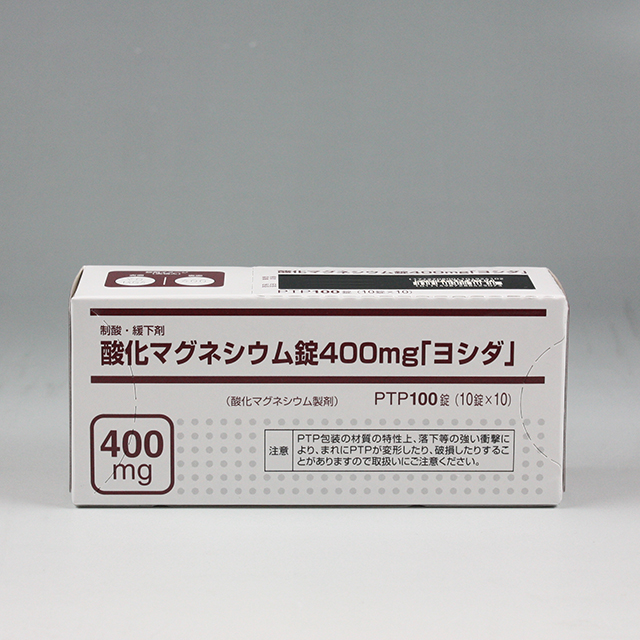 酸化マグネシウム錠400mg「ヨシダ」
PTP100錠(10錠×10)
制酸・緩下剤
酸化マグネシウム錠400mg「ヨシダ」
(酸化マグネシウム製剤) PTP100錠(10錠×10)
400
mg
注意
PTP包装の材質の特性上、落下等の強い衝撃に
より、まれにPTPが変形したり、破損したりするこ
とがありますので取扱いにご注意ください。